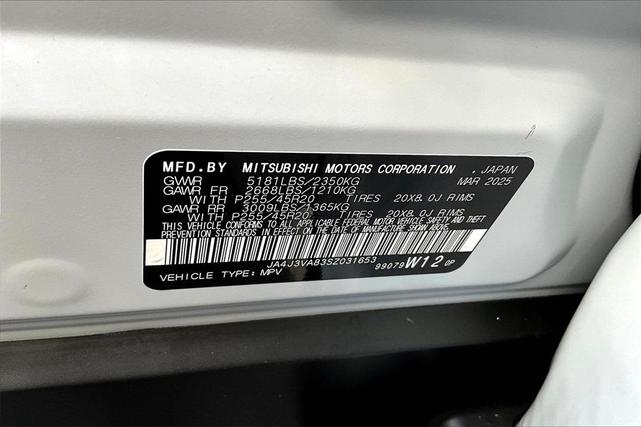 MFD.BY MITSUBISHI MOTORS CORPORATION, JAPAN
GVWR 5181LBS/2350KG MAR 2025
GAWR FR 2668LBS/1210KG
WITH P255/45R20 TIRES 20X8.0J RIMS
GAWR RR 3009LBS/1365KG
WITH P255/45R20 TIRES 20X8.0J RIMS
THIS VEHICLE CONFORMS TO ALL APPLICABLE FEDERAL MOTOR VEHICLE SAFETY, BUMPER, AND THEFT
PREVENTION STANDARDS IN EFFECT ON THE DATE OF MANUFACTURE SHOWN ABOVE.
JA4J3VA83SZ031653
VEHICLE TYPE: MPV 99079 W12 0P